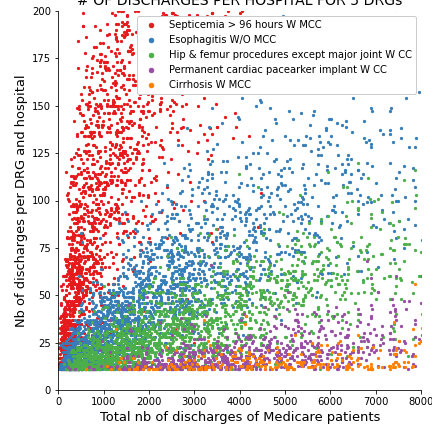 # OF DISCHARGES PER HOSPITAL FOR 5 DRGs
Septicemia > 96 hours W MCC
Esophagitis W/O MCC
Hip & femur procedures except major joint W CC
Permanent cardiac pacearker implant W CC
Cirrhosis W MCC
Nb of discharges per DRG and hospital
200
175
150
125
100
75
50
25
0
0 1000 2000 3000 4000 5000 6000 7000 8000
Total nb of discharges of Medicare patients